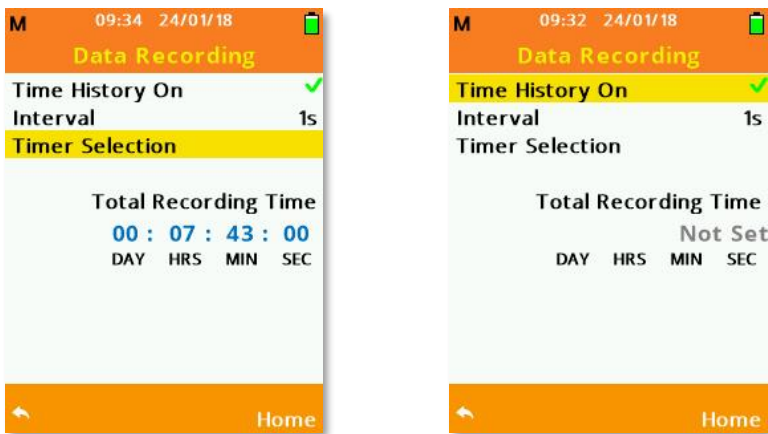 M 09:34 24/01/18
Data Recording
Time History On
Interval 1s
Timer Selection
Total Recording Time
00 : 07 : 43 : 00
DAY HRS MIN SEC
Home
M 09:32 24/01/18
Data Recording
Time History On
Interval 1s
Timer Selection
Total Recording Time
Not Set
DAY HRS MIN SEC
Home